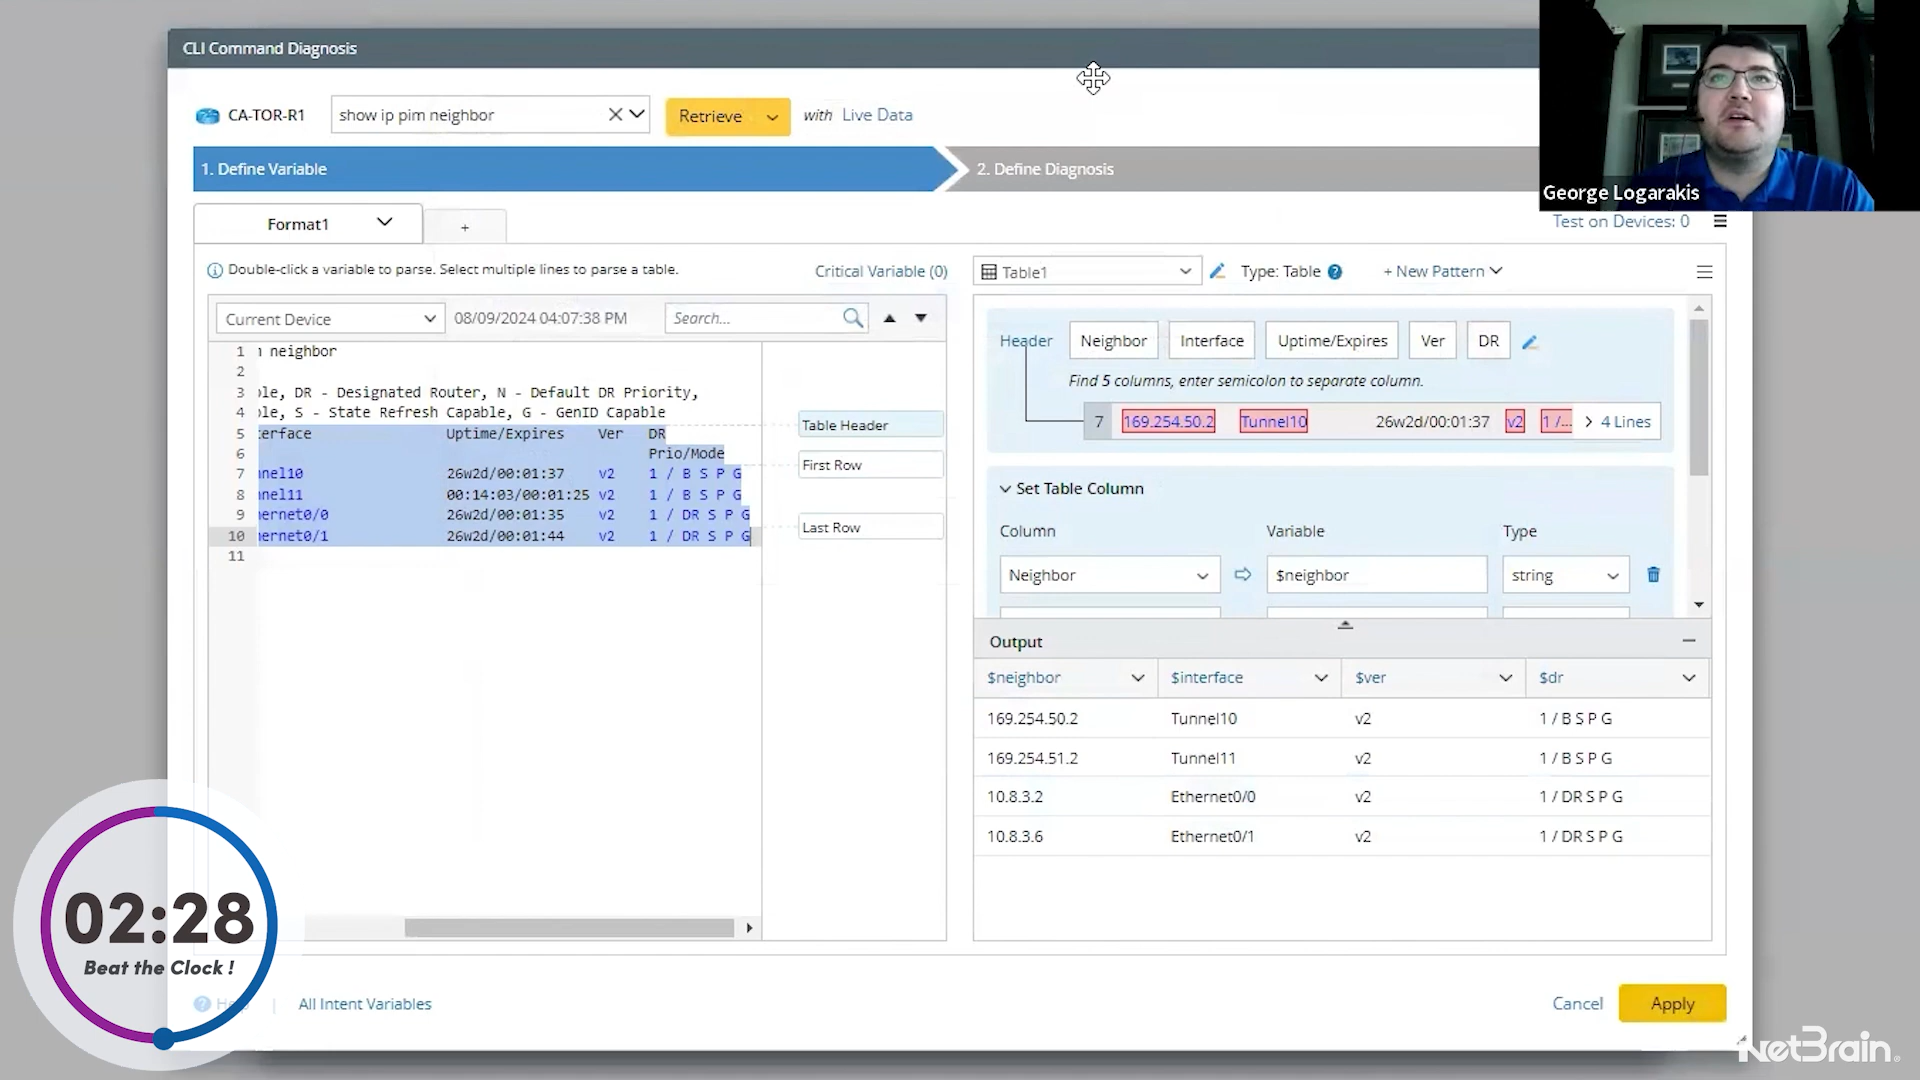 CLI Command Diagnosis
CA-TOR-R1
show ip pim neighbor
Retrieve
with Live Data
George Logarakis
1. Define Variable
2. Define Diagnosis
Format1
+
Test on Devices: 0
Double-click a variable to parse. Select multiple lines to parse a table.
Critical Variable (0)
Table1
Type: Table
+ New Pattern
Current Device
08/09/2024 04:07:38 PM
Search...
1 neighbor
2
3 ble, DR - Designated Router, N - Default DR Priority,
4 ble, S - State Refresh Capable, G - GenID Capable
5 terface Uptime/Expires Ver DR
6 Prio/Mode
7 nnel10 26w2d/00:01:37 v2 1 / B S P G
8 nnel11 00:14:03/00:01:25 v2 1 / B S P G
9 hernet0/0 26w2d/00:01:35 v2 1 / DR S P G
10 hernet0/1 26w2d/00:01:44 v2 1 / DR S P G
11
Table Header
First Row
Last Row
Header Neighbor Interface Uptime/Expires Ver DR
Find 5 columns, enter semicolon to separate column.
7 169.254.50.2 Tunnel10 26w2d/00:01:37 v2 1 /... > 4 Lines
Set Table Column
Column Variable Type
Neighbor $neighbor string
Output
$neighbor $interface $ver $dr
169.254.50.2 Tunnel10 v2 1 / B S P G
169.254.51.2 Tunnel11 v2 1 / B S P G
10.8.3.2 Ethernet0/0 v2 1 / DR S P G
10.8.3.6 Ethernet0/1 v2 1 / DR S P G
02:28
Beat the Clock !
All Intent Variables
Cancel
Apply
NetBrain